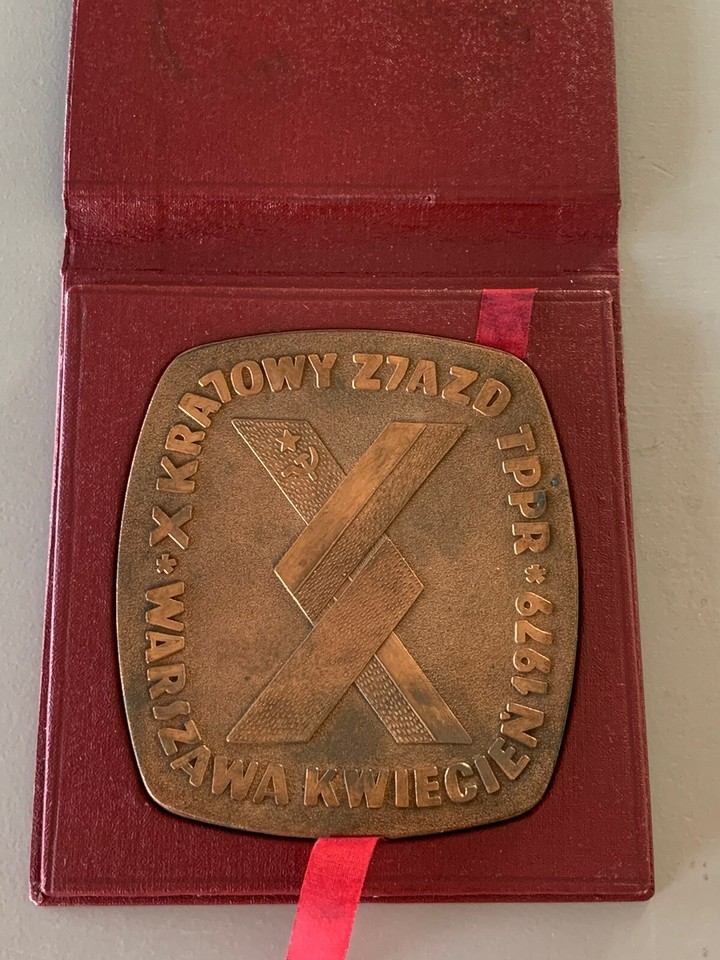 X KRAJOWY ZJAZD TPPR *
WARSZAWA KWIECIEŃ 1979 *